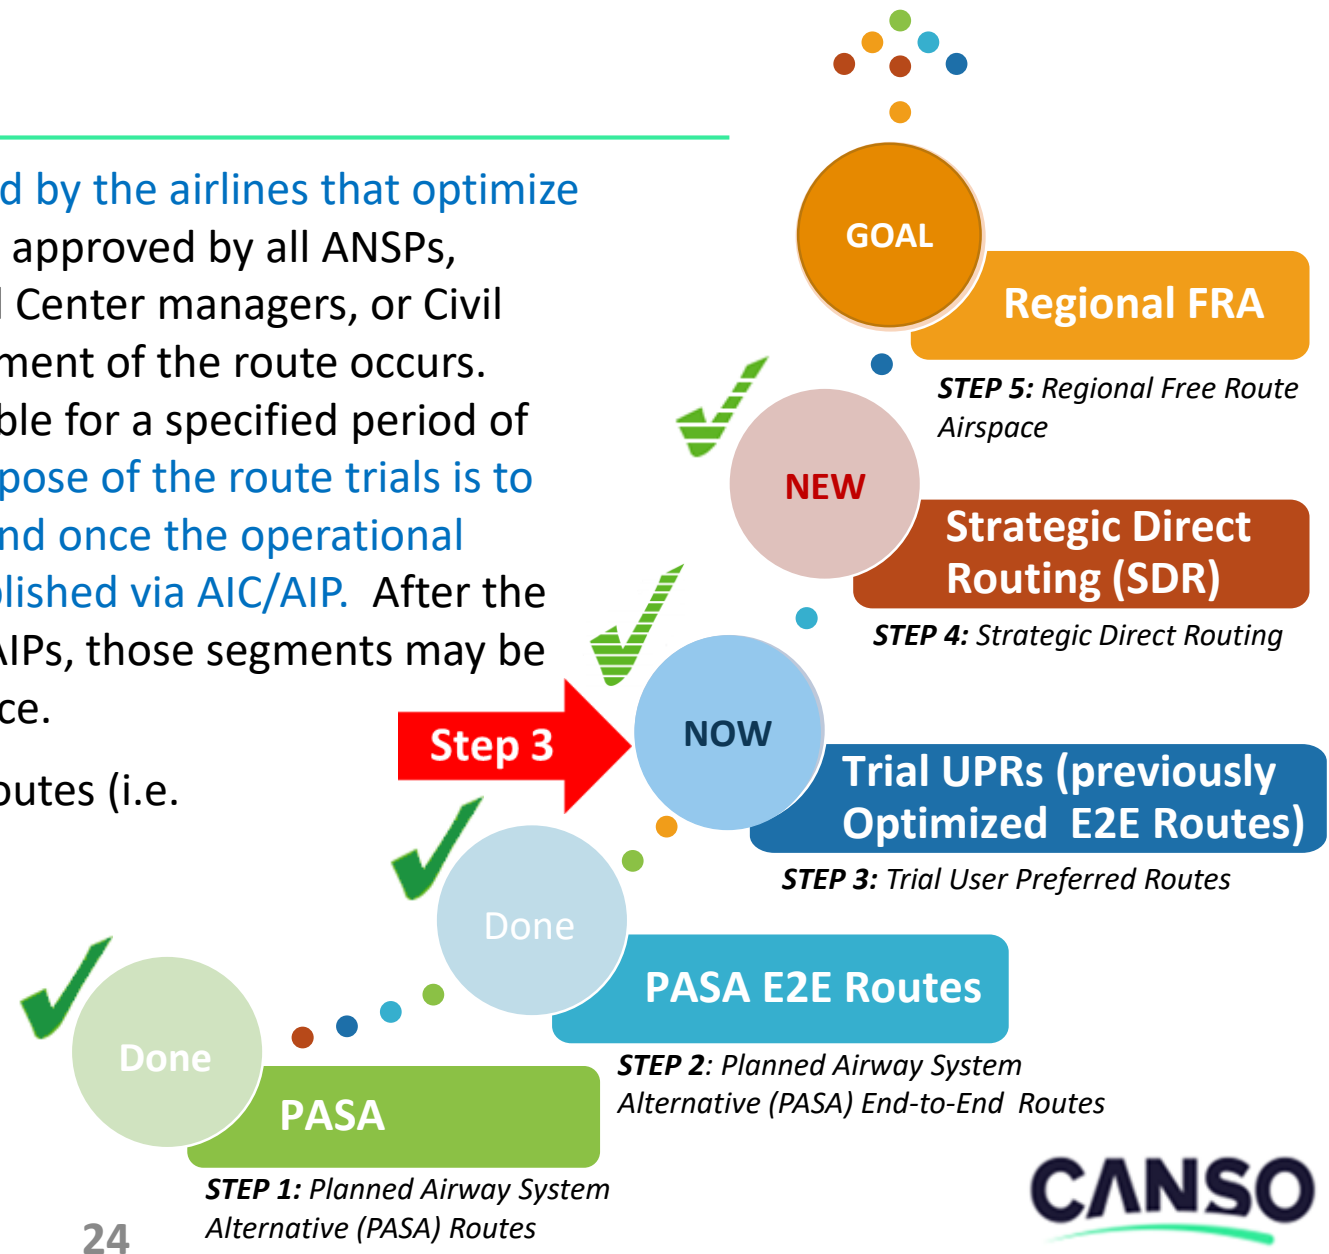 d by the airlines that optimize
approved by all ANSPs,
l Center managers, or Civil
ment of the route occurs.
ble for a specified period of
pose of the route trials is to
nd once the operational
blished via AIC/AIP.  After the
AIPs, those segments may be
ce.
outes (i.e.
GOAL
Regional FRA
STEP 5: Regional Free Route
Airspace
NEW
Strategic Direct
Routing (SDR)
STEP 4: Strategic Direct Routing
Step 3
NOW
Trial UPRs (previously
Optimized  E2E Routes)
STEP 3: Trial User Preferred Routes
Done
PASA E2E Routes
STEP 2: Planned Airway System
Alternative (PASA) End-to-End  Routes
Done
PASA
STEP 1: Planned Airway System
Alternative (PASA) Routes
24
CANSO